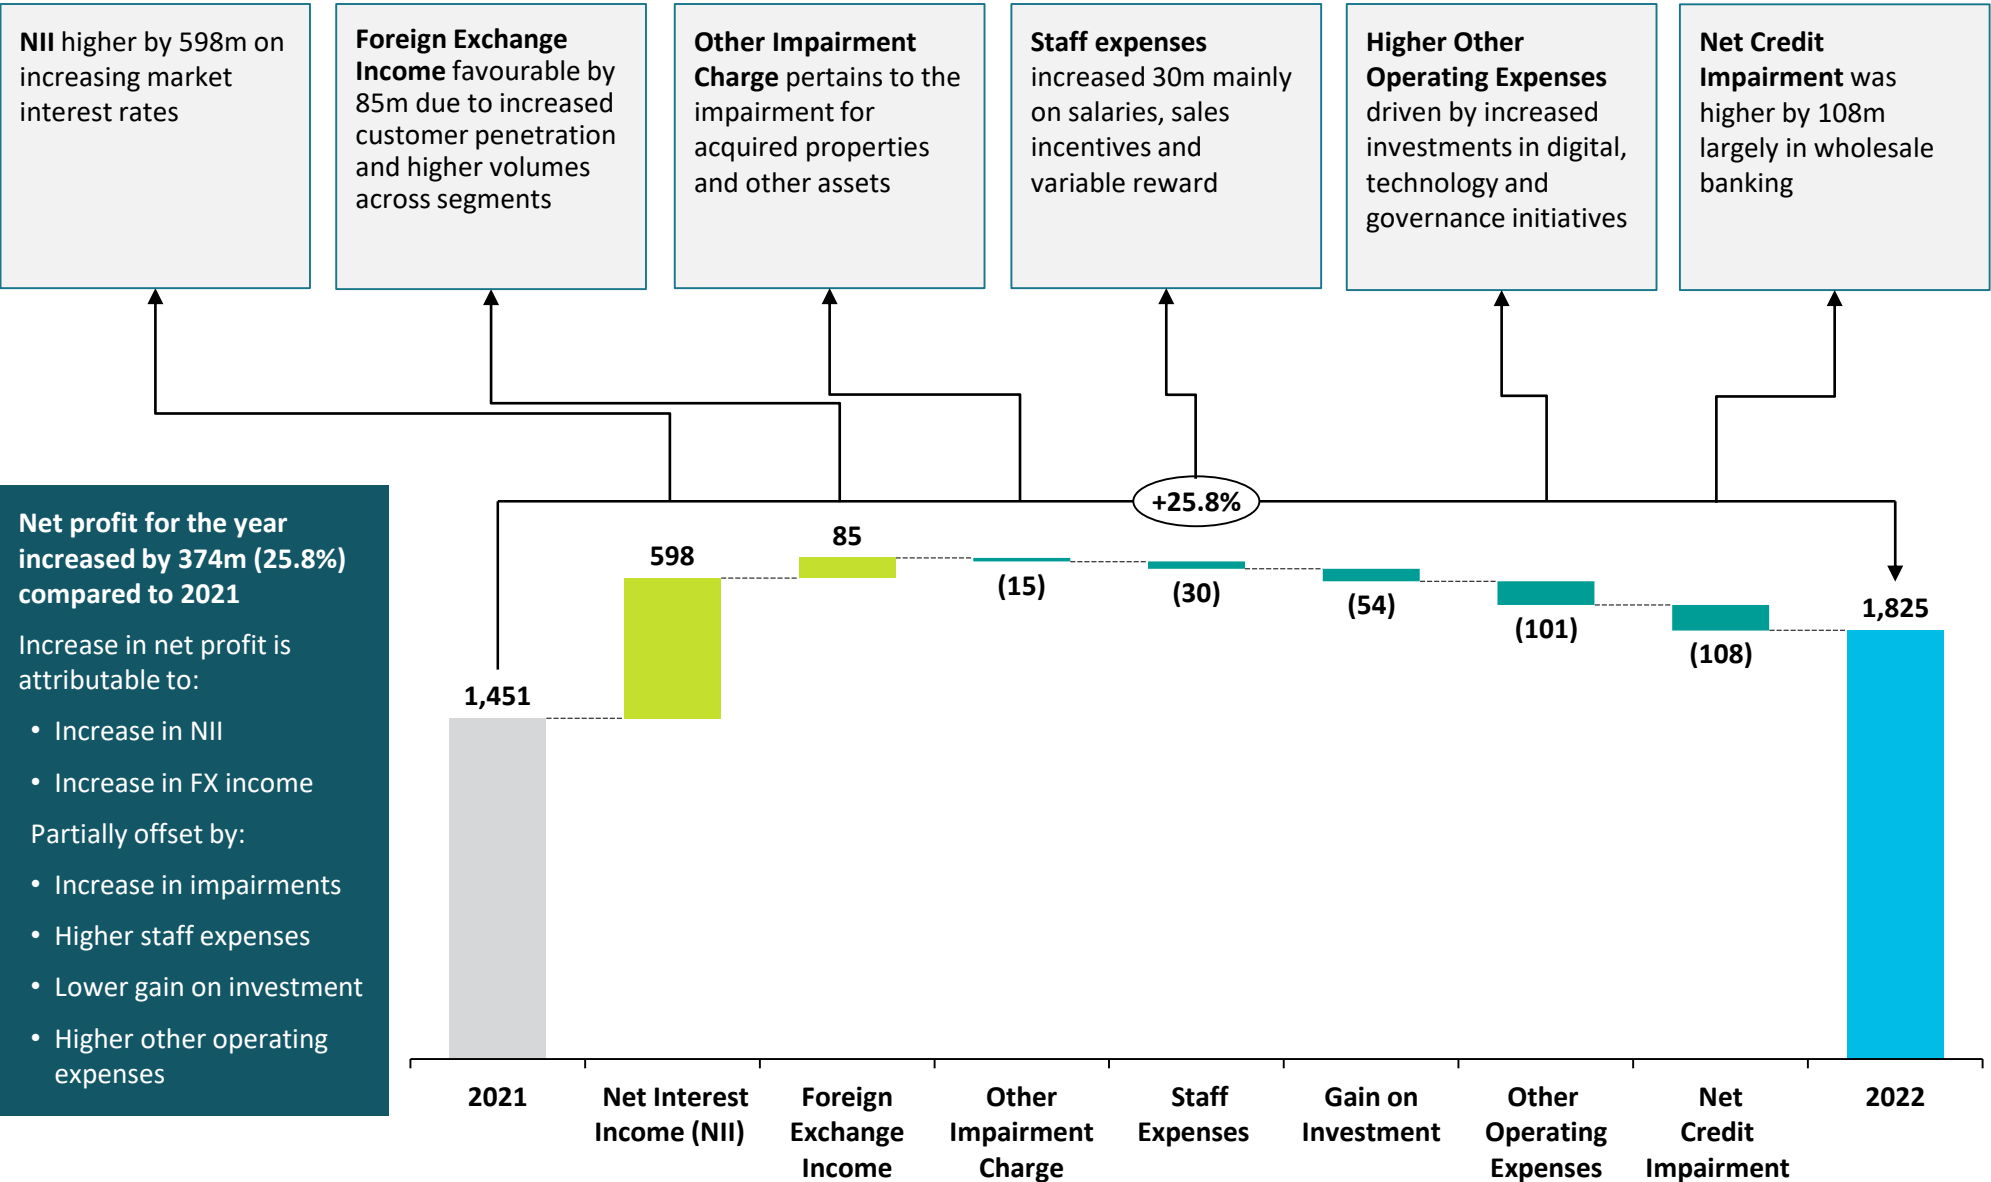 NII higher by 598m on
increasing market
interest rates
Foreign Exchange
Income favourable by
85m due to increased
customer penetration
and higher volumes
across segments
Other Impairment
Charge pertains to the
impairment for
acquired properties
and other assets
Staff expenses
increased 30m mainly
on salaries, sales
incentives and
variable reward
Higher Other
Operating Expenses
driven by increased
investments in digital,
technology and
governance initiatives
Net Credit
Impairment was
higher by 108m
largely in wholesale
banking
Net profit for the year
increased by 374m (25.8%)
compared to 2021
Increase in net profit is
attributable to:
• Increase in NII
• Increase in FX income
Partially offset by:
• Increase in impairments
• Higher staff expenses
• Lower gain on investment
• Higher other operating
expenses
+25.8%
1,451
598
85
(15)
(30)
(54)
(101)
(108)
1,825
2021
Net Interest
Income (NII)
Foreign
Exchange
Income
Other
Impairment
Charge
Staff
Expenses
Gain on
Investment
Other
Operating
Expenses
Net
Credit
Impairment
2022